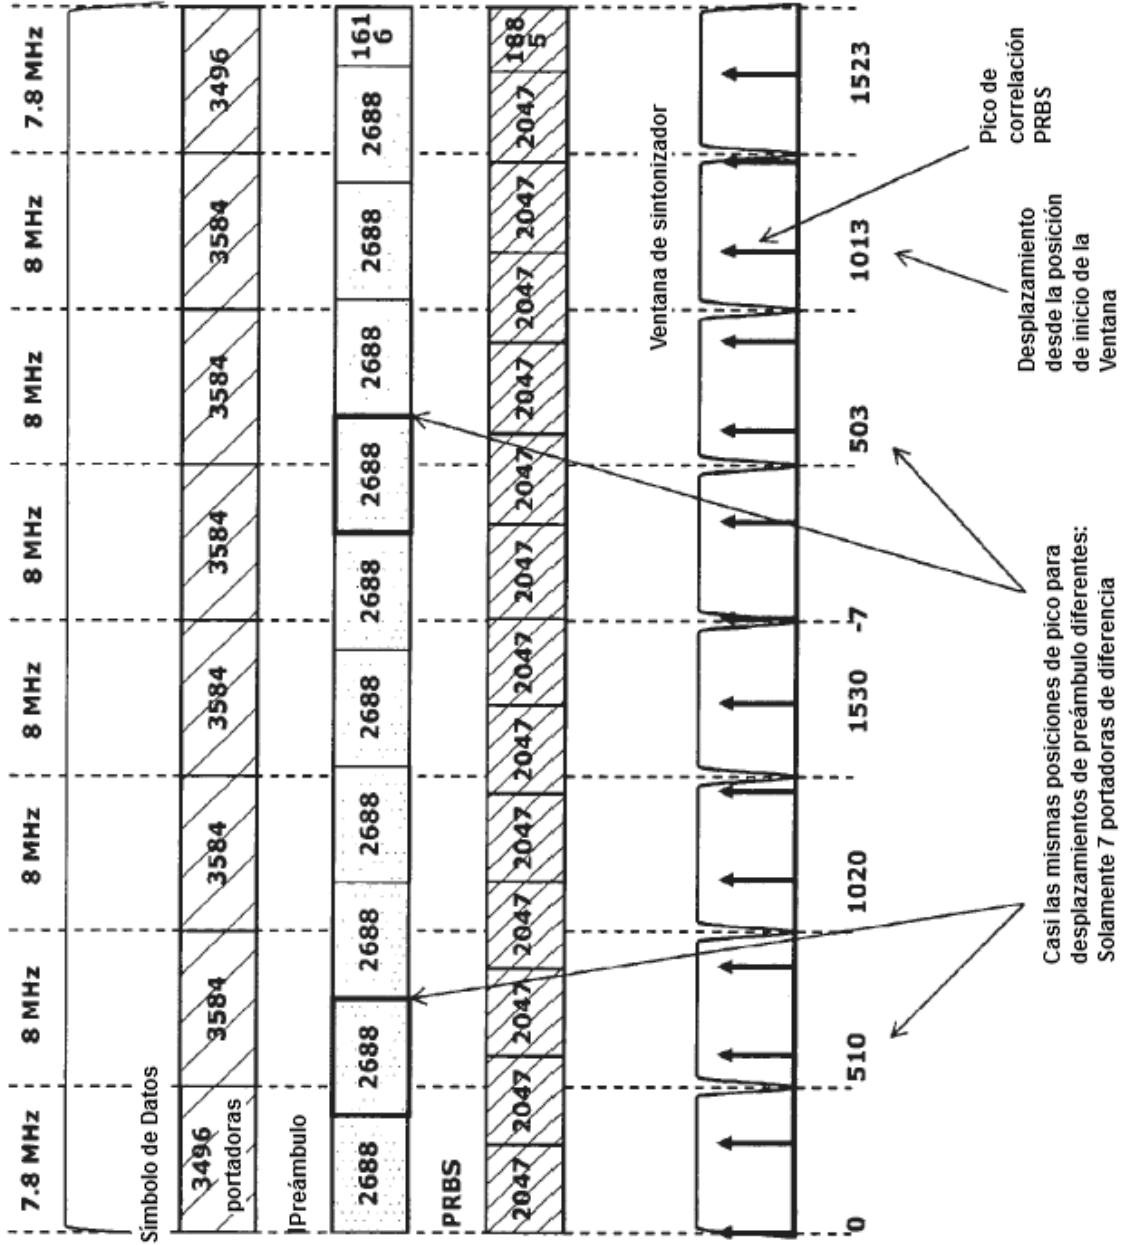 7.8 MHz 8 MHz 8 MHz 8 MHz 8 MHz 8 MHz 8 MHz 7.8 MHz
Símbolo de Datos
3496 3584 3584 3584 3584 3584 3584 3496
portadoras
Preámbulo
2688 2688 2688 2688 2688 2688 2688 2688 2688 2688 161
6
PRBS
2047 2047 2047 2047 2047 2047 2047 2047 2047 2047 2047 2047 2047 188
5
Ventana de sintonizador
0 510 1020 1530 -7 503 1013 1523
Casi las mismas posiciones de pico para
desplazamientos de preámbulo diferentes:
Solamente 7 portadoras de diferencia
Desplazamiento
desde la posición
de inicio de la
Ventana
Pico de
correlación
PRBS